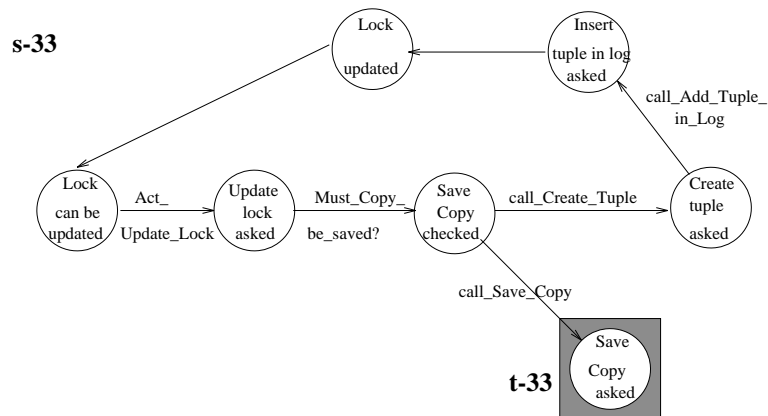 s-33
Lock
updated
Insert
tuple in log
asked
call_Add_Tuple_
in_Log
Lock
can be
updated
Act_
Update_Lock
Update
lock
asked
Must_Copy_
be_saved?
Save
Copy
checked
call_Create_Tuple
Create
tuple
asked
call_Save_Copy
t-33
Save
Copy
asked